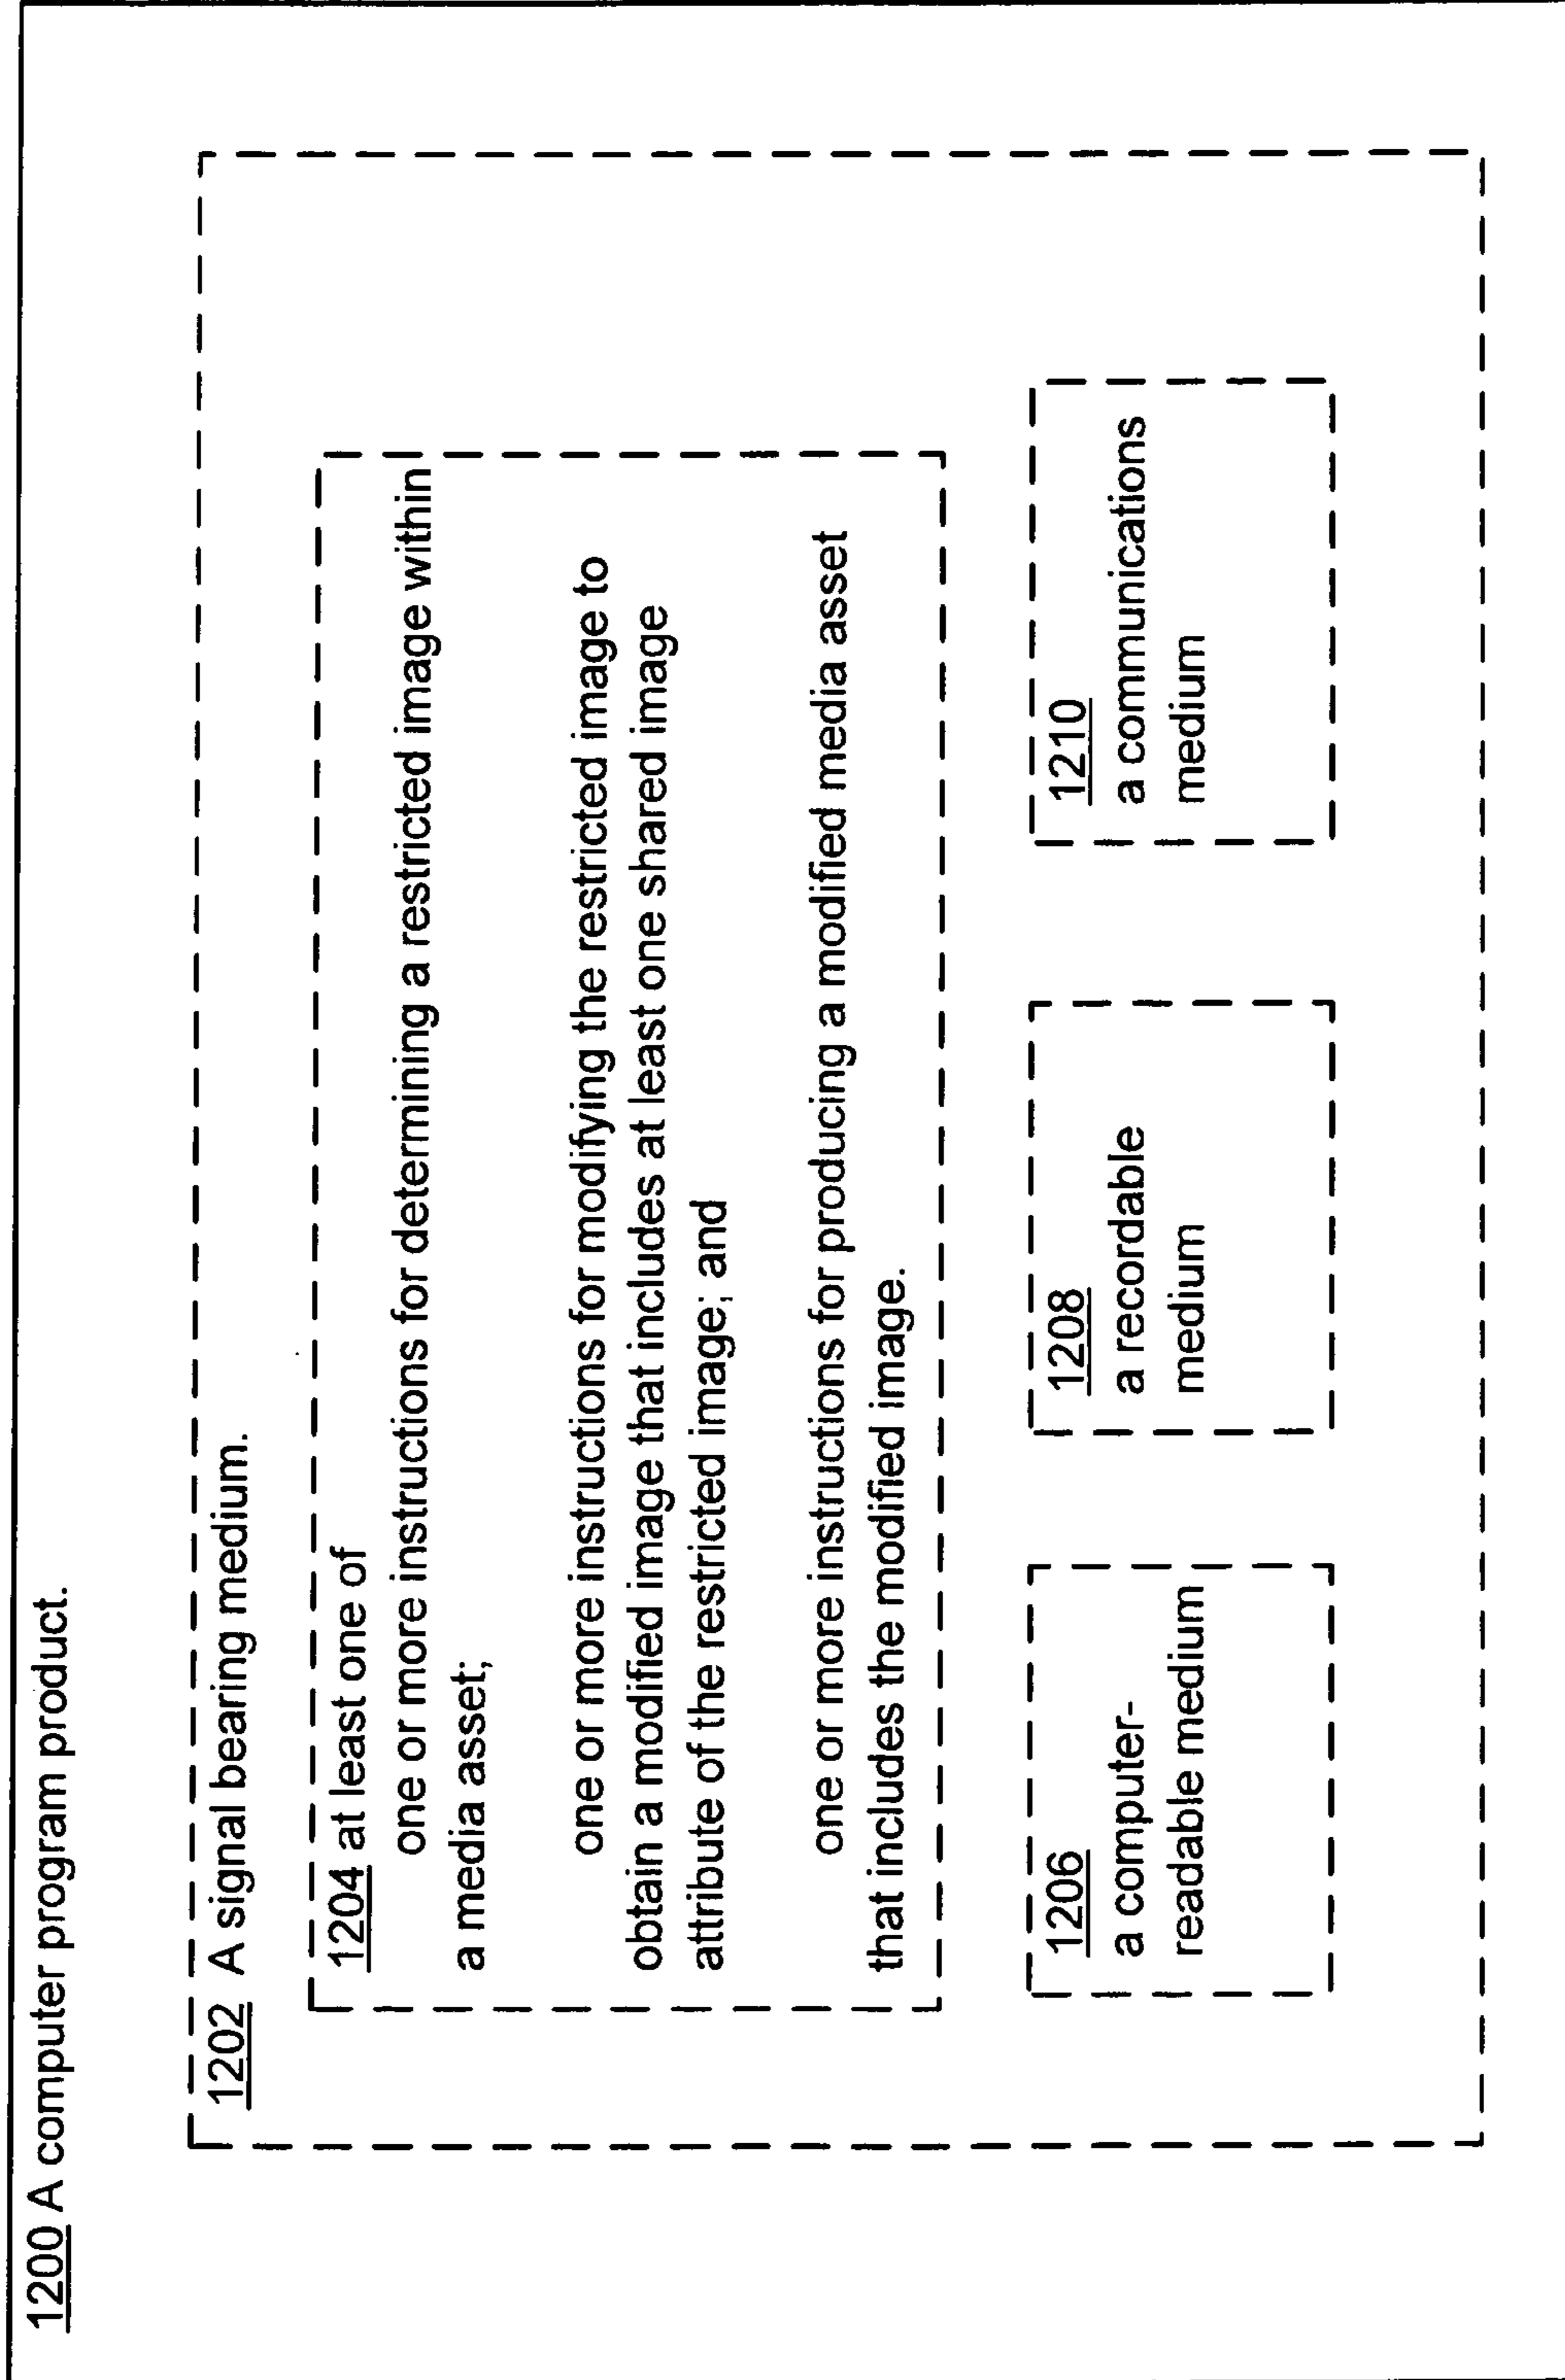 1200 A computer program product.
1202 A signal bearing medium.
1204 at least one of
one or more instructions for determining a restricted image within
a media asset;
one or more instructions for modifying the restricted image to
obtain a modified image that includes at least one shared image
attribute of the restricted image; and
one or more instructions for producing a modified media asset
that includes the modified image.
1206
a computer-
readable medium
1208
a recordable
medium
1210
a communications
medium